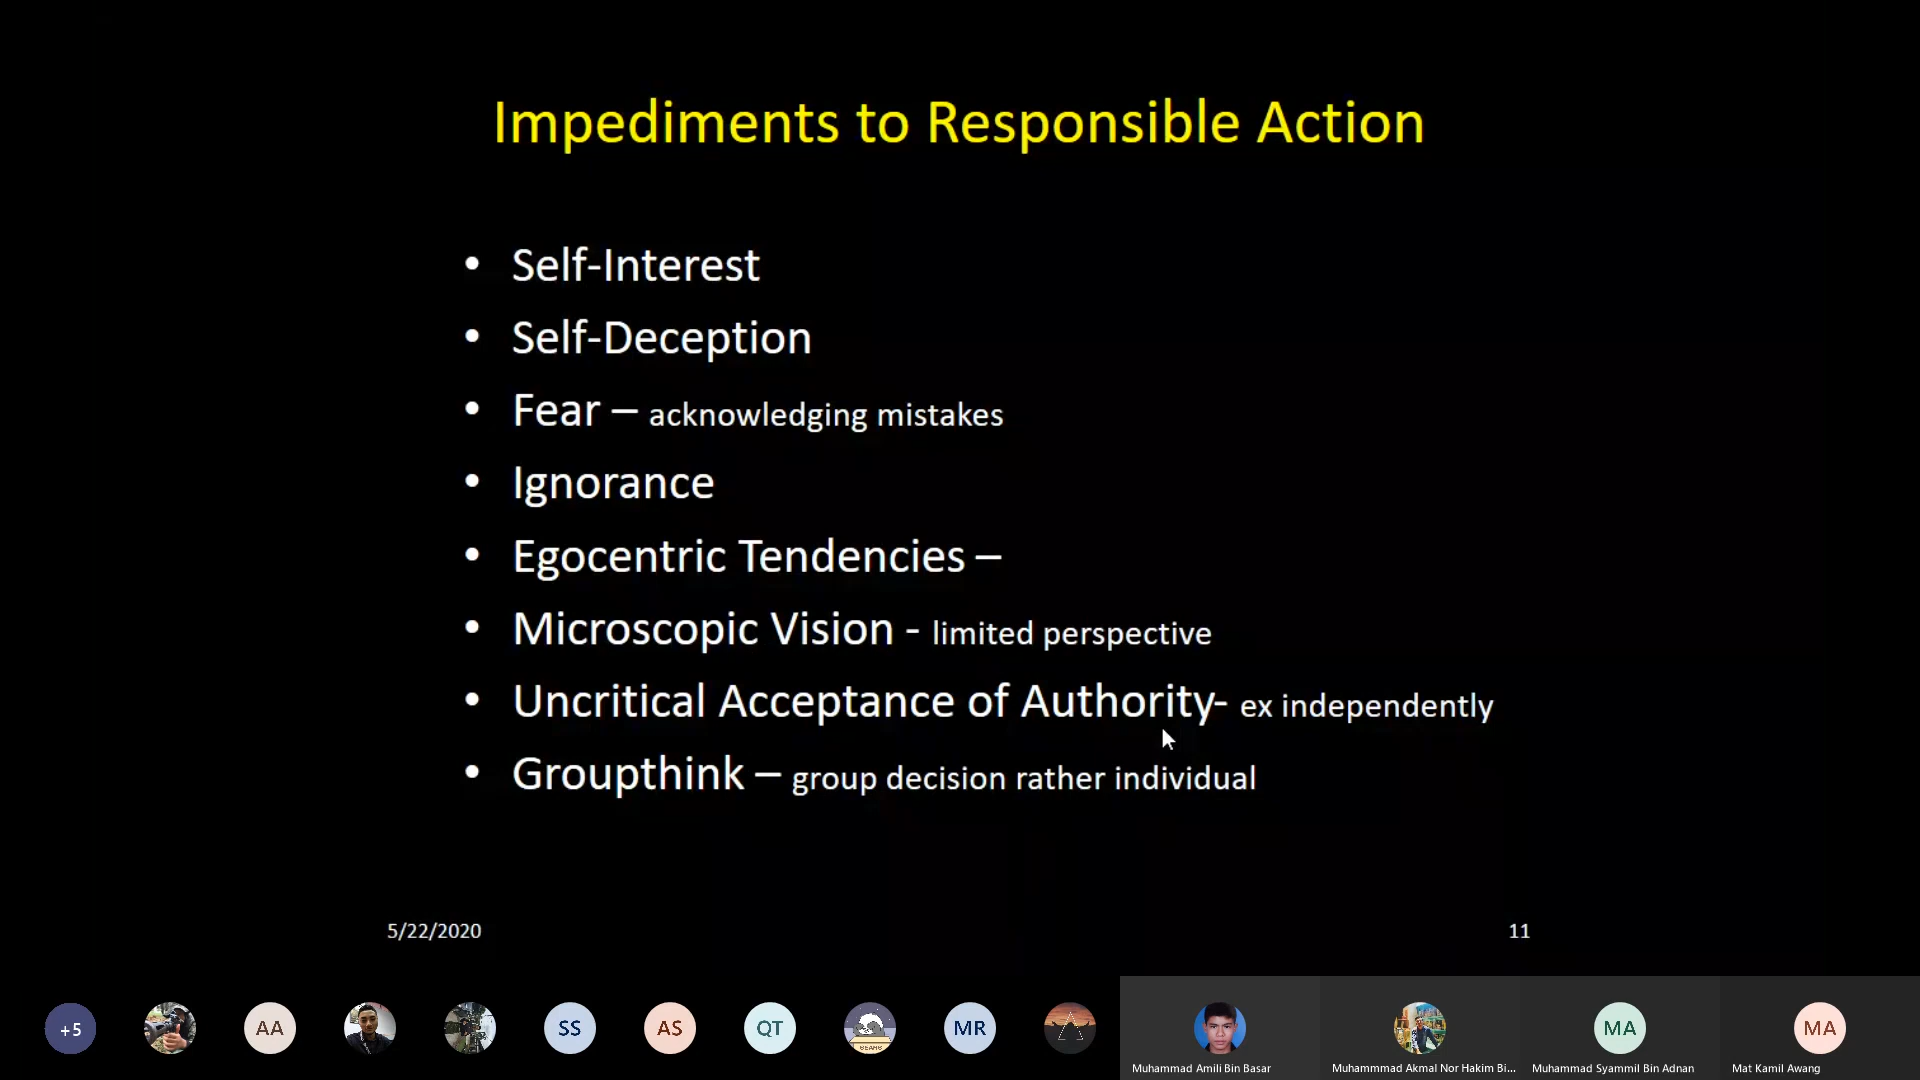 Impediments to Responsible Action
• Self-Interest
• Self-Deception
• Fear – acknowledging mistakes
• Ignorance
• Egocentric Tendencies –
• Microscopic Vision - limited perspective
• Uncritical Acceptance of Authority- ex independently
• Groupthink – group decision rather individual
5/22/2020
11
+5
AA
SS
AS
QT
BEARS
MR
MA
MA
Muhammad Amili Bin Basar
Muhammmad Akmal Nor Hakim Bi...
Muhammad Syammil Bin Adnan
Mat Kamil Awang